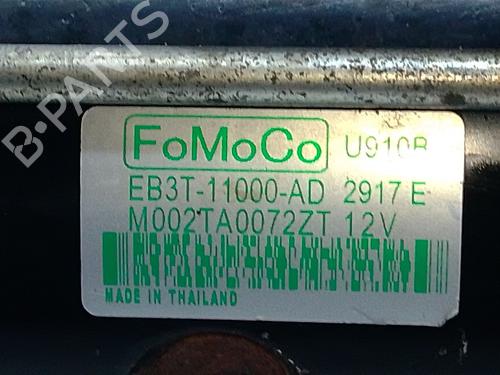 B-PARTS
FoMoCo U910B
EB3T-11000-AD 2917 E
M002TA0072ZT 12V
MADE IN THAILAND